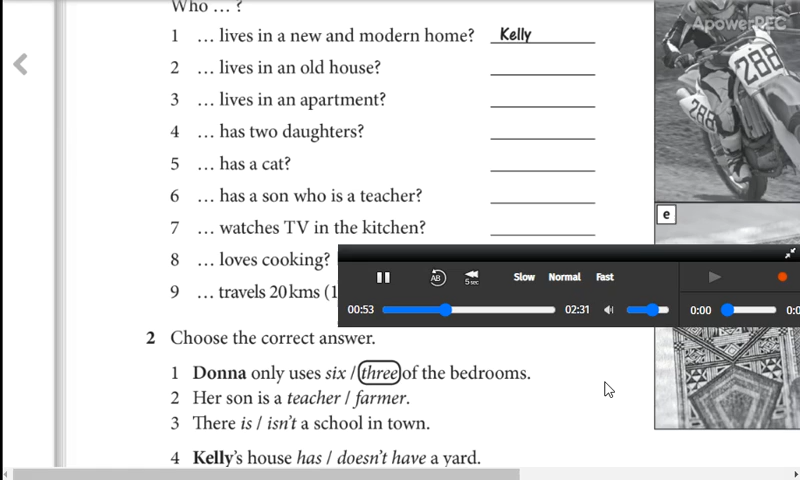 Who … ?
1 … lives in a new and modern home? Kelly
2 … lives in an old house?
3 … lives in an apartment?
4 … has two daughters?
5 … has a cat?
6 … has a son who is a teacher?
7 … watches TV in the kitchen?
8 … loves cooking?
9 … travels 20 kms (1
2 Choose the correct answer.
1 Donna only uses six / three of the bedrooms.
2 Her son is a teacher / farmer.
3 There is / isn't a school in town.
4 Kelly's house has / doesn't have a yard.
ApowerREC
288
288
e
AB
5 sec
Slow Normal Fast
00:53 02:31 0:00 0:0